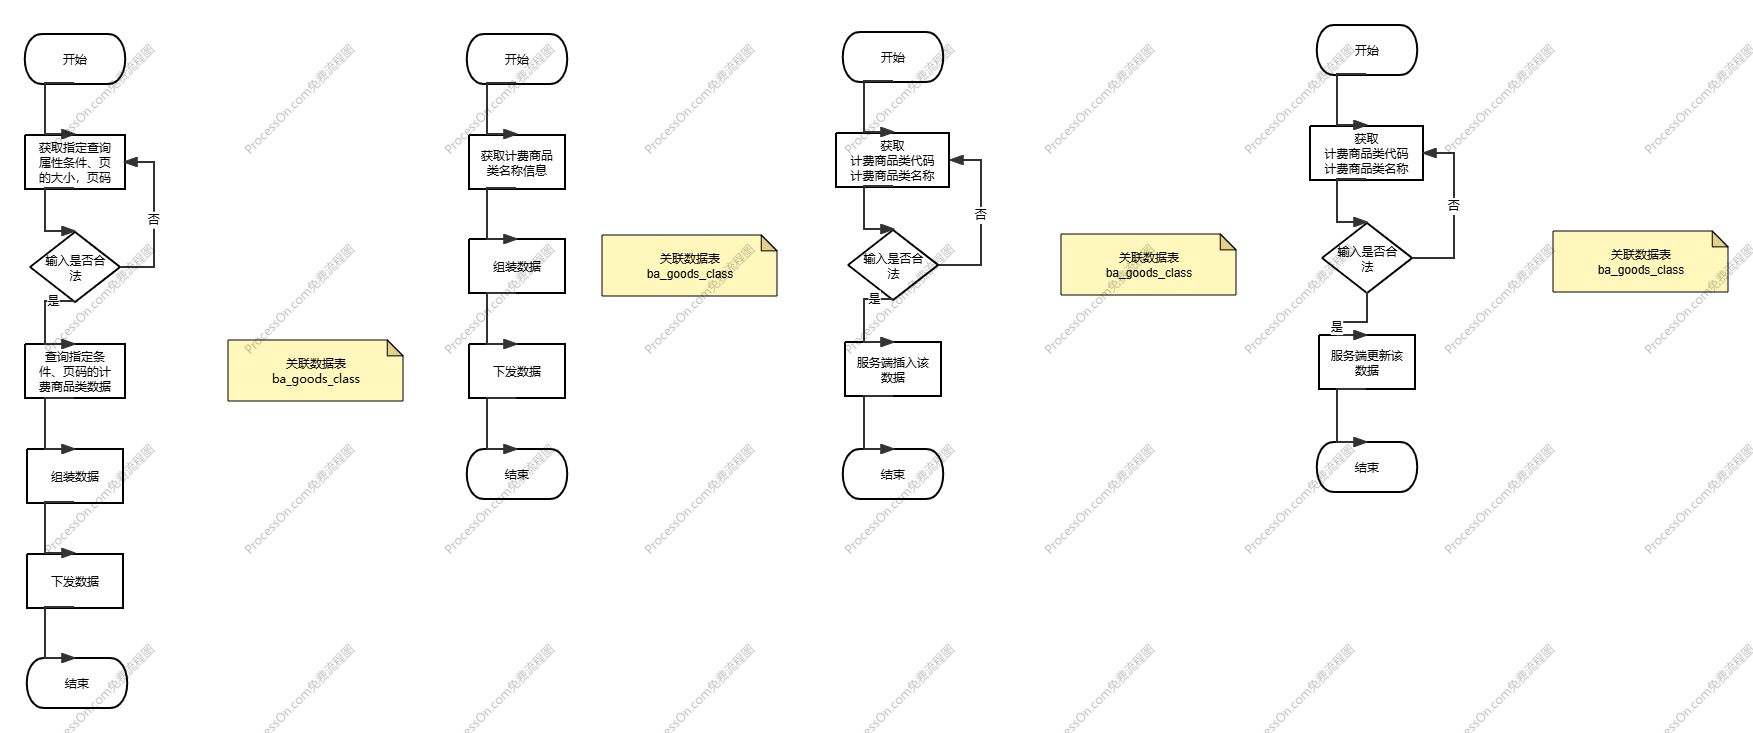 开始
获取指定查询
属性条件、页
的大小，页码
否
输入是否合
法
是
查询指定条
件、页码的计
费商品类数据
关联数据表
ba_goods_class
组装数据
下发数据
结束
开始
获取计费商品
类名称信息
组装数据
关联数据表
ba_goods_class
下发数据
结束
开始
获取
计费商品类代码
计费商品类名称
否
输入是否合
法
是
关联数据表
ba_goods_class
服务端插入该
数据
结束
开始
获取
计费商品类代码
计费商品类名称
否
输入是否合
法
是
关联数据表
ba_goods_class
服务端更新该
数据
结束
ProcessOn.com免费流程图